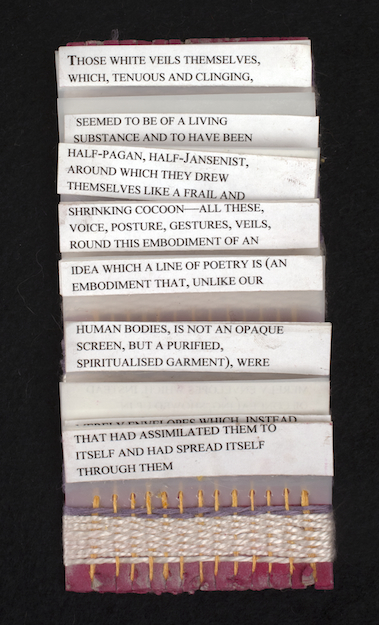 THOSE WHITE VEILS THEMSELVES,
WHICH, TENUOUS AND CLINGING,
SEEMED TO BE OF A LIVING
SUBSTANCE AND TO HAVE BEEN
HALF-PAGAN, HALF-JANSENIST,
AROUND WHICH THEY DREW
THEMSELVES LIKE A FRAIL AND
SHRINKING COCOON—ALL THESE,
VOICE, POSTURE, GESTURES, VEILS,
ROUND THIS EMBODIMENT OF AN
IDEA WHICH A LINE OF POETRY IS (AN
EMBODIMENT THAT, UNLIKE OUR
HUMAN BODIES, IS NOT AN OPAQUE
SCREEN, BUT A PURIFIED,
SPIRITUALISED GARMENT), WERE
ENVELOPES WHICH, INSTEAD
THAT HAD ASSIMILATED THEM TO
ITSELF AND HAD SPREAD ITSELF
THROUGH THEM